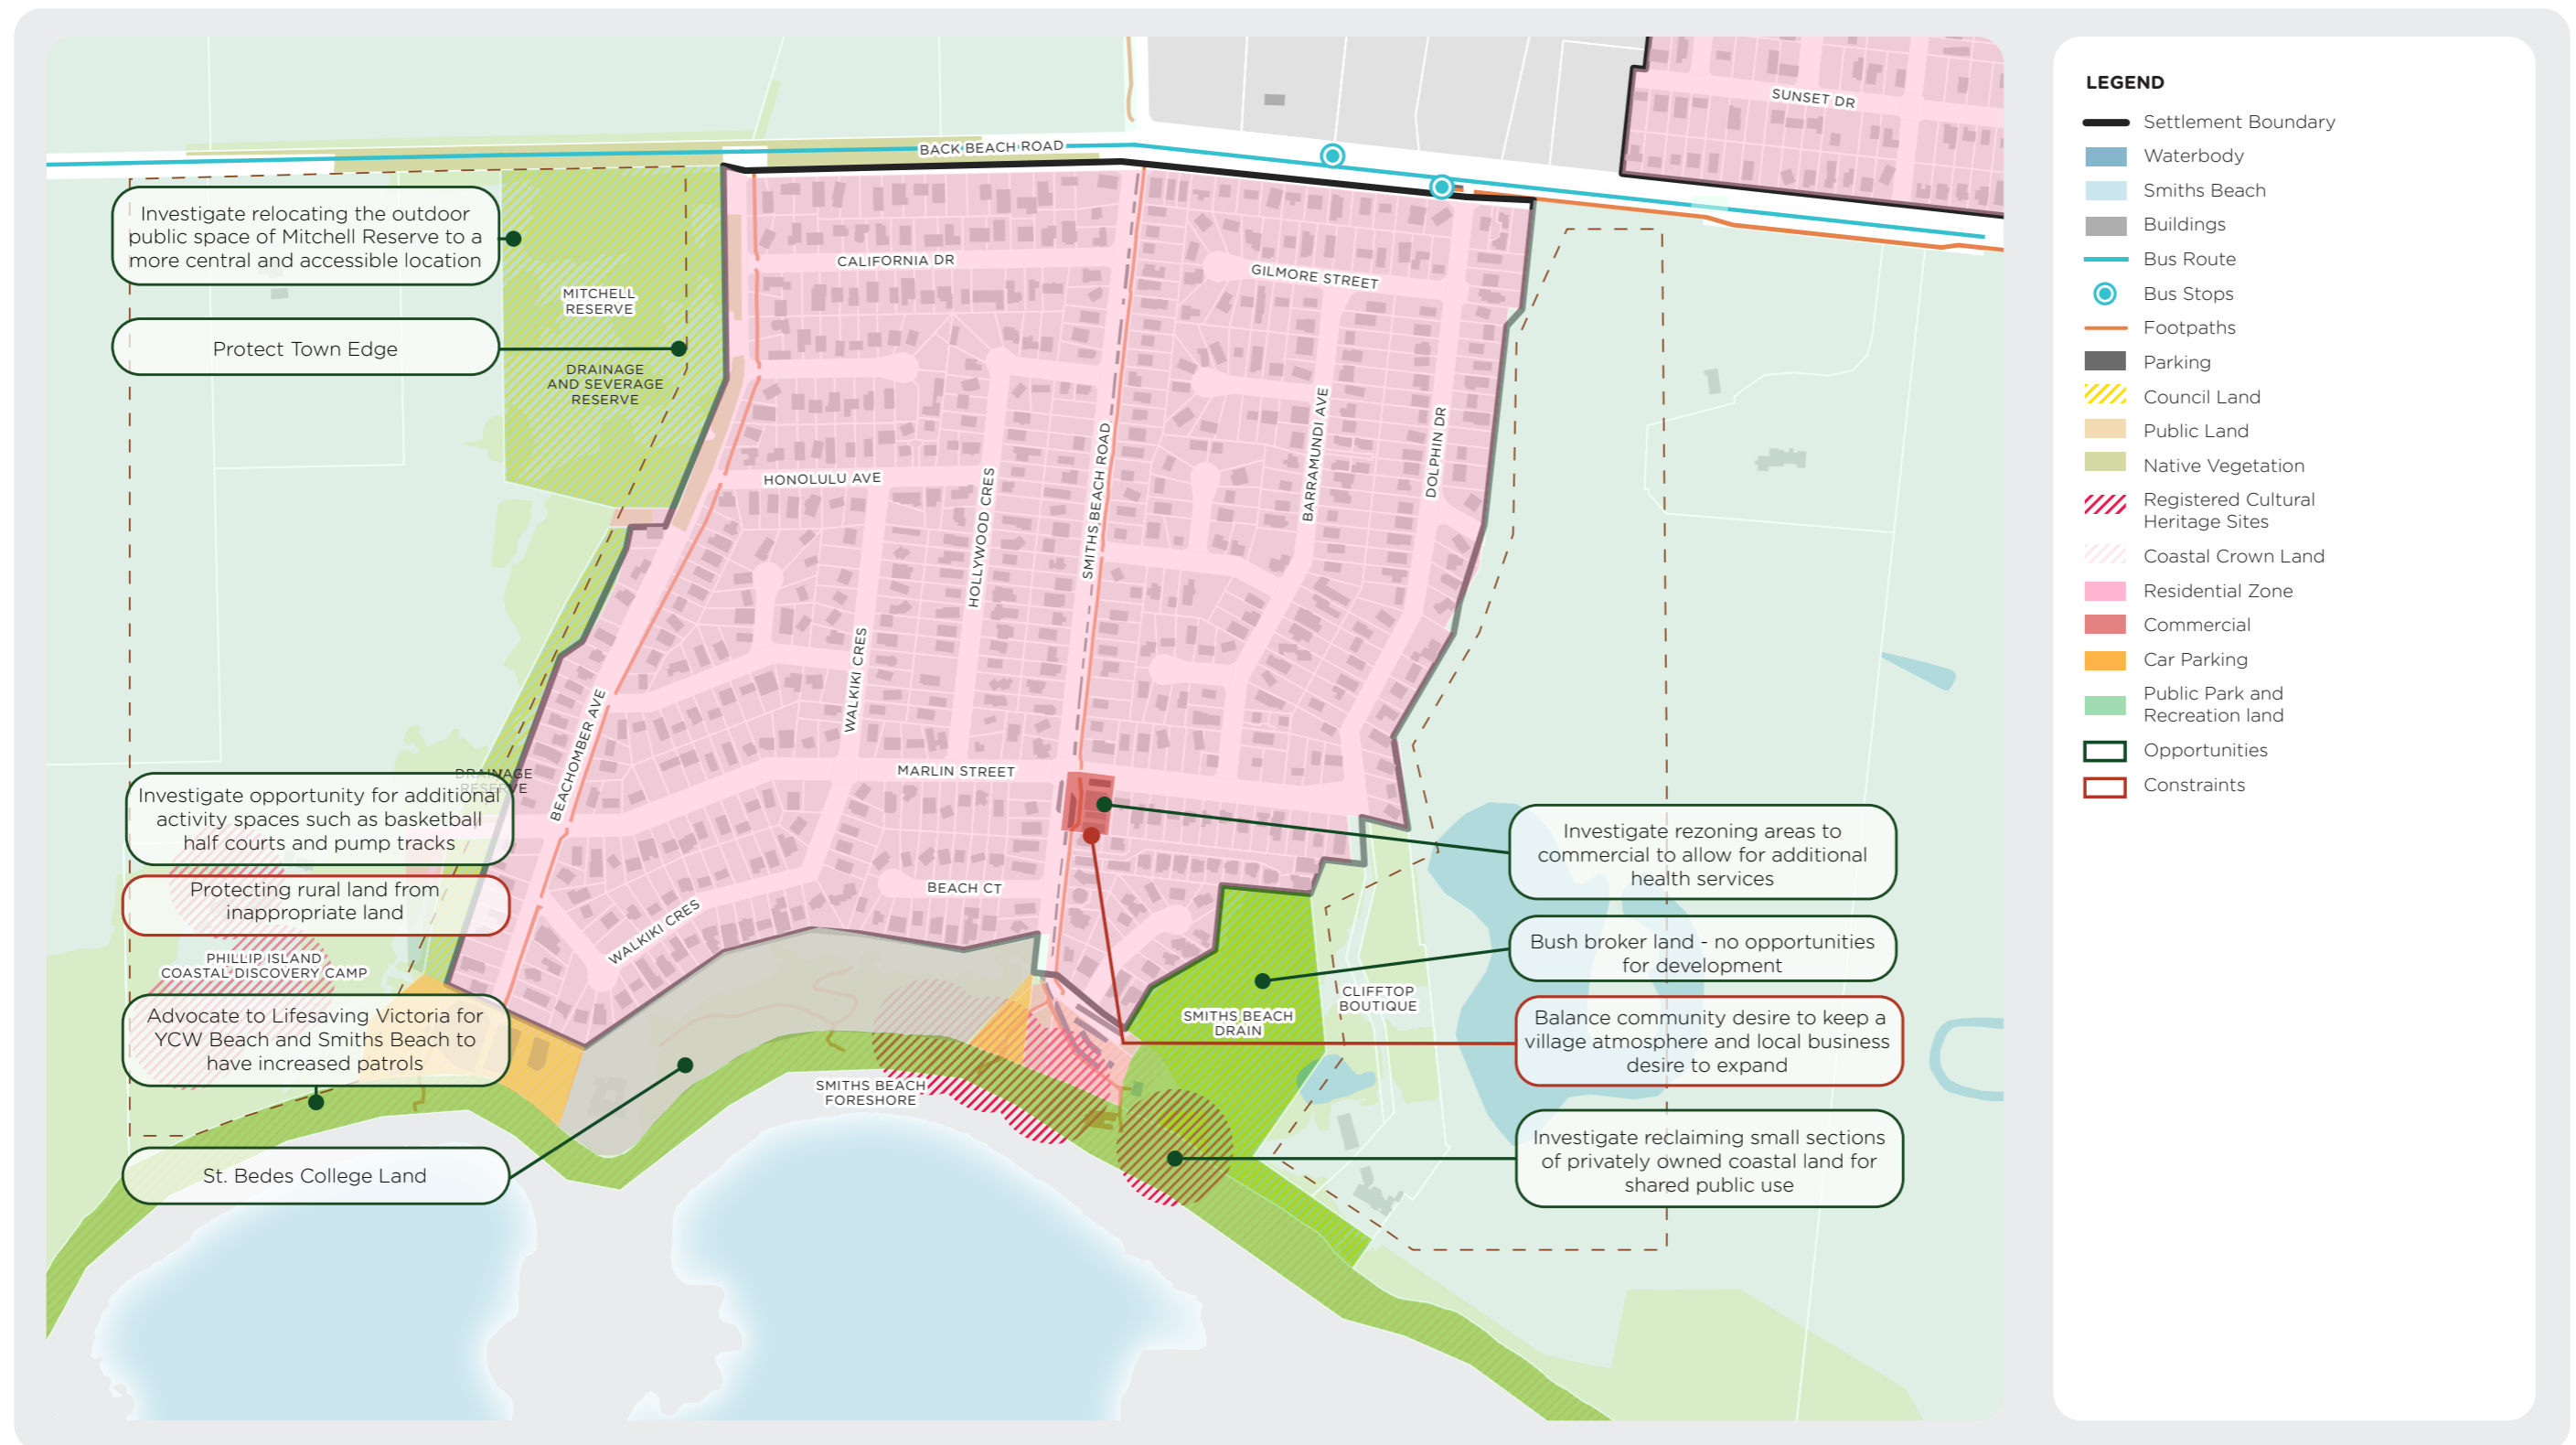 BACK BEACH ROAD
SUNSET DR
Investigate relocating the outdoor
public space of Mitchell Reserve to a
more central and accessible location
Protect Town Edge
MITCHELL
RESERVE
DRAINAGE
AND SEVERAGE
RESERVE
CALIFORNIA DR
GILMORE STREET
HONOLULU AVE
HOLLYWOOD CRES
SMITHS BEACH ROAD
BARRAMUNDI AVE
DOLPHIN DR
WALKIKI CRES
BEACHOMBER AVE
MARLIN STREET
DRAINAGE
RESERVE
Investigate opportunity for additional
activity spaces such as basketball
half courts and pump tracks
Protecting rural land from
inappropriate land
PHILLIP ISLAND
COASTAL DISCOVERY CAMP
Advocate to Lifesaving Victoria for
YCW Beach and Smiths Beach to
have increased patrols
St. Bedes College Land
BEACH CT
WALKIKI CRES
SMITHS BEACH
FORESHORE
SMITHS BEACH
DRAIN
CLIFFTOP
BOUTIQUE
Investigate rezoning areas to
commercial to allow for additional
health services
Bush broker land - no opportunities
for development
Balance community desire to keep a
village atmosphere and local business
desire to expand
Investigate reclaiming small sections
of privately owned coastal land for
shared public use
LEGEND
Settlement Boundary
Waterbody
Smiths Beach
Buildings
Bus Route
Bus Stops
Footpaths
Parking
Council Land
Public Land
Native Vegetation
Registered Cultural
Heritage Sites
Coastal Crown Land
Residential Zone
Commercial
Car Parking
Public Park and
Recreation land
Opportunities
Constraints